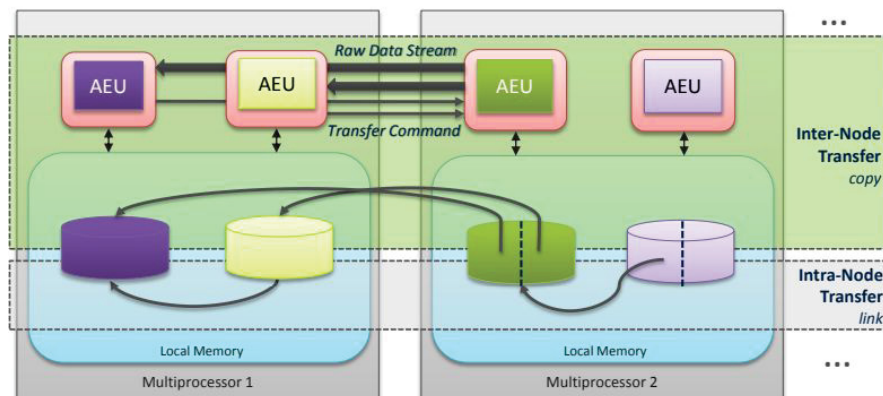 ...
Raw Data Stream
AEU
AEU
AEU
AEU
Transfer Command
Inter-Node
Transfer
copy
Intra-Node
Transfer
link
Local Memory
Local Memory
...
Multiprocessor 1
Multiprocessor 2